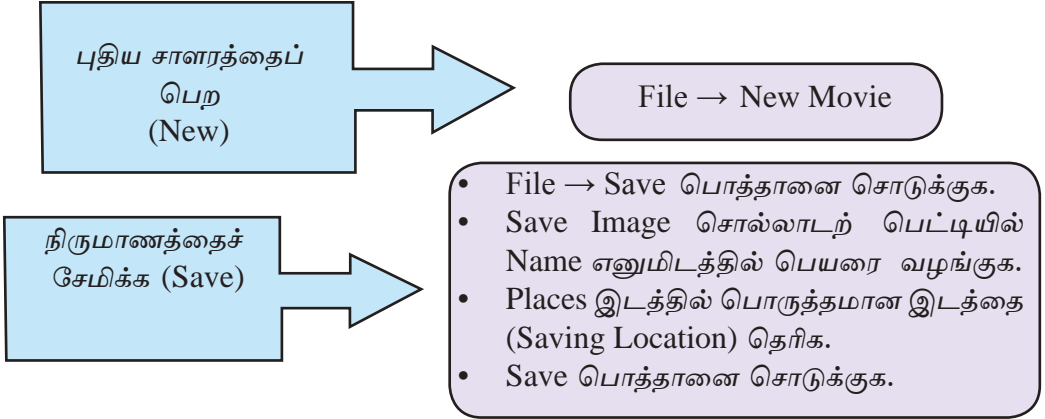 புதிய சாளரத்தைப்
பெற
(New)
File → New Movie
நிருமாணத்தைச்
சேமிக்க (Save)
• File → Save பொத்தானை சொடுக்குக.
• Save Image சொல்லாடற் பெட்டியில்
Name எனுமிடத்தில் பெயரை வழங்குக.
• Places இடத்தில் பொருத்தமான இடத்தை
(Saving Location) தெரிக.
• Save பொத்தானை சொடுக்குக.